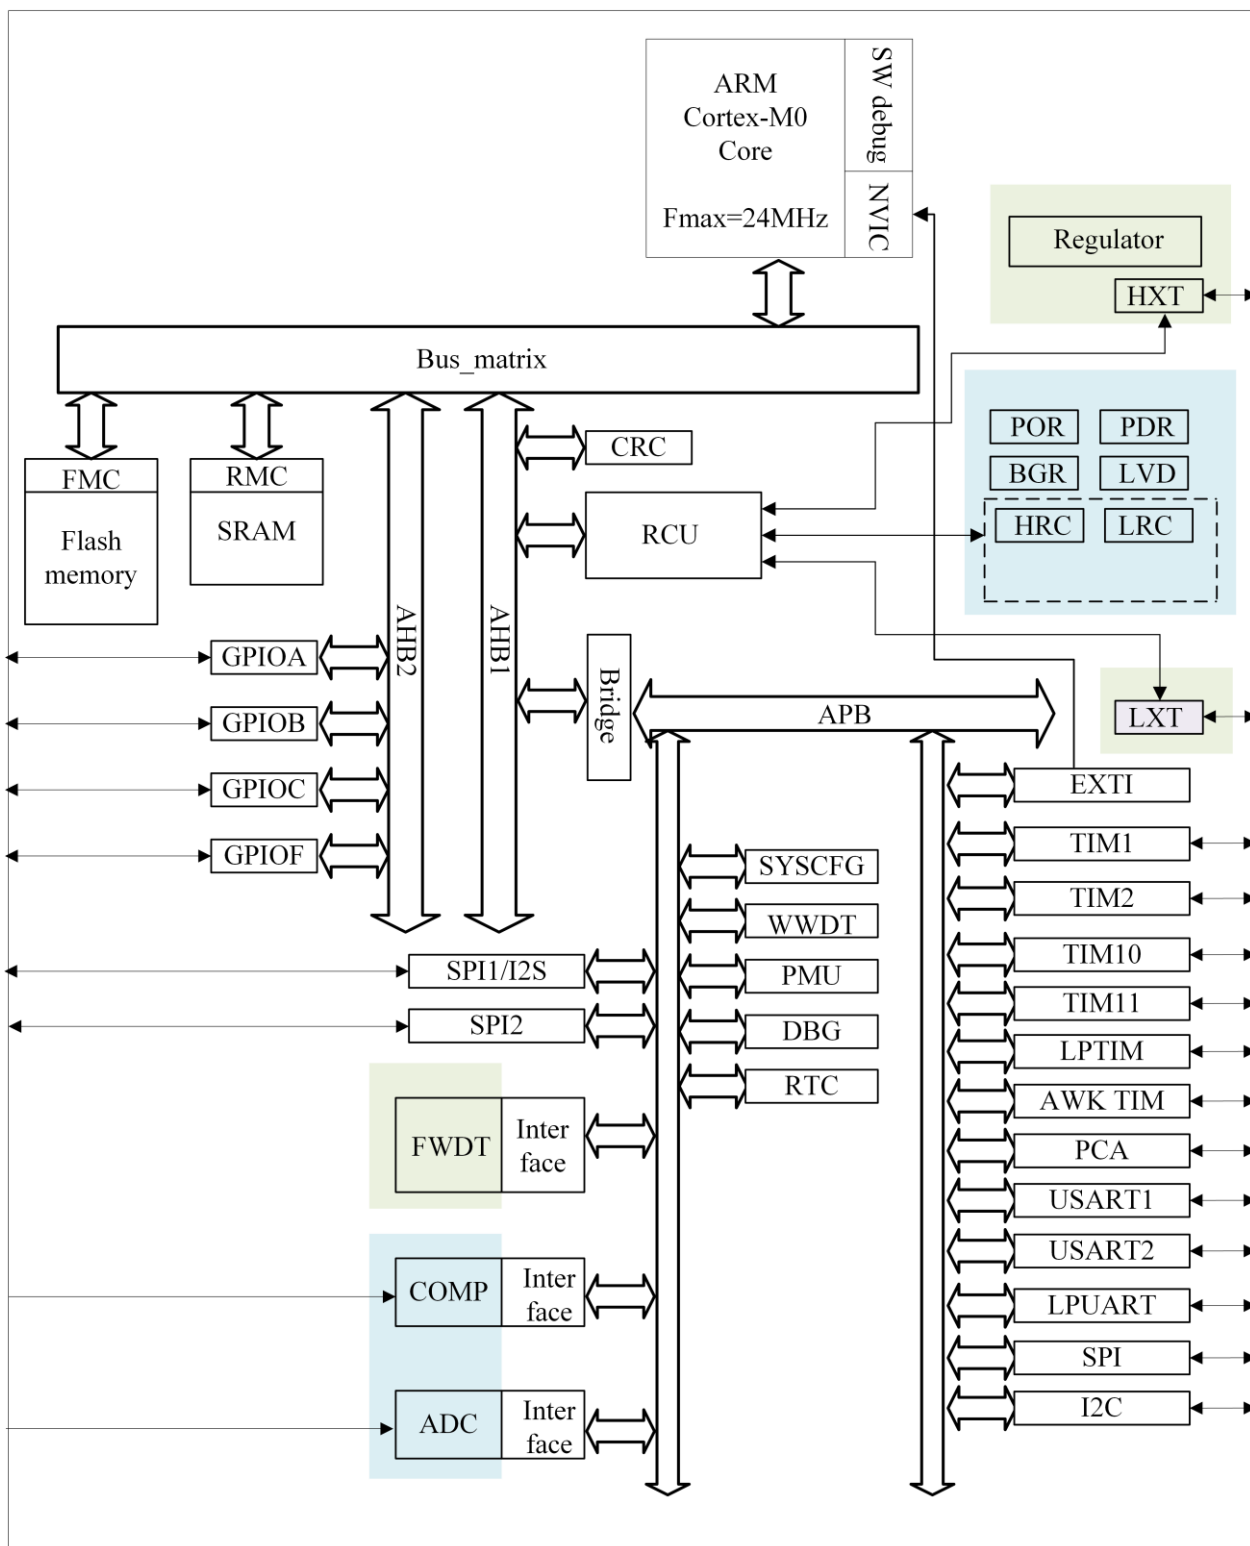 ARM
Cortex-M0
Core
Fmax=24MHz
SW debug
NVIC
Regulator
HXT
Bus_matrix
POR
PDR
BGR
LVD
HRC
LRC
CRC
FMC
Flash
memory
RMC
SRAM
RCU
AHB2
AHB1
GPIOA
GPIOB
GPIOC
GPIOF
Bridge
APB
LXT
EXTI
TIM1
TIM2
TIM10
TIM11
LPTIM
AWK TIM
PCA
USART1
USART2
LPUART
SPI
I2C
SYSCFG
WWDT
PMU
DBG
RTC
SPI1/I2S
SPI2
FWDT
Inter
face
COMP
Inter
face
ADC
Inter
face